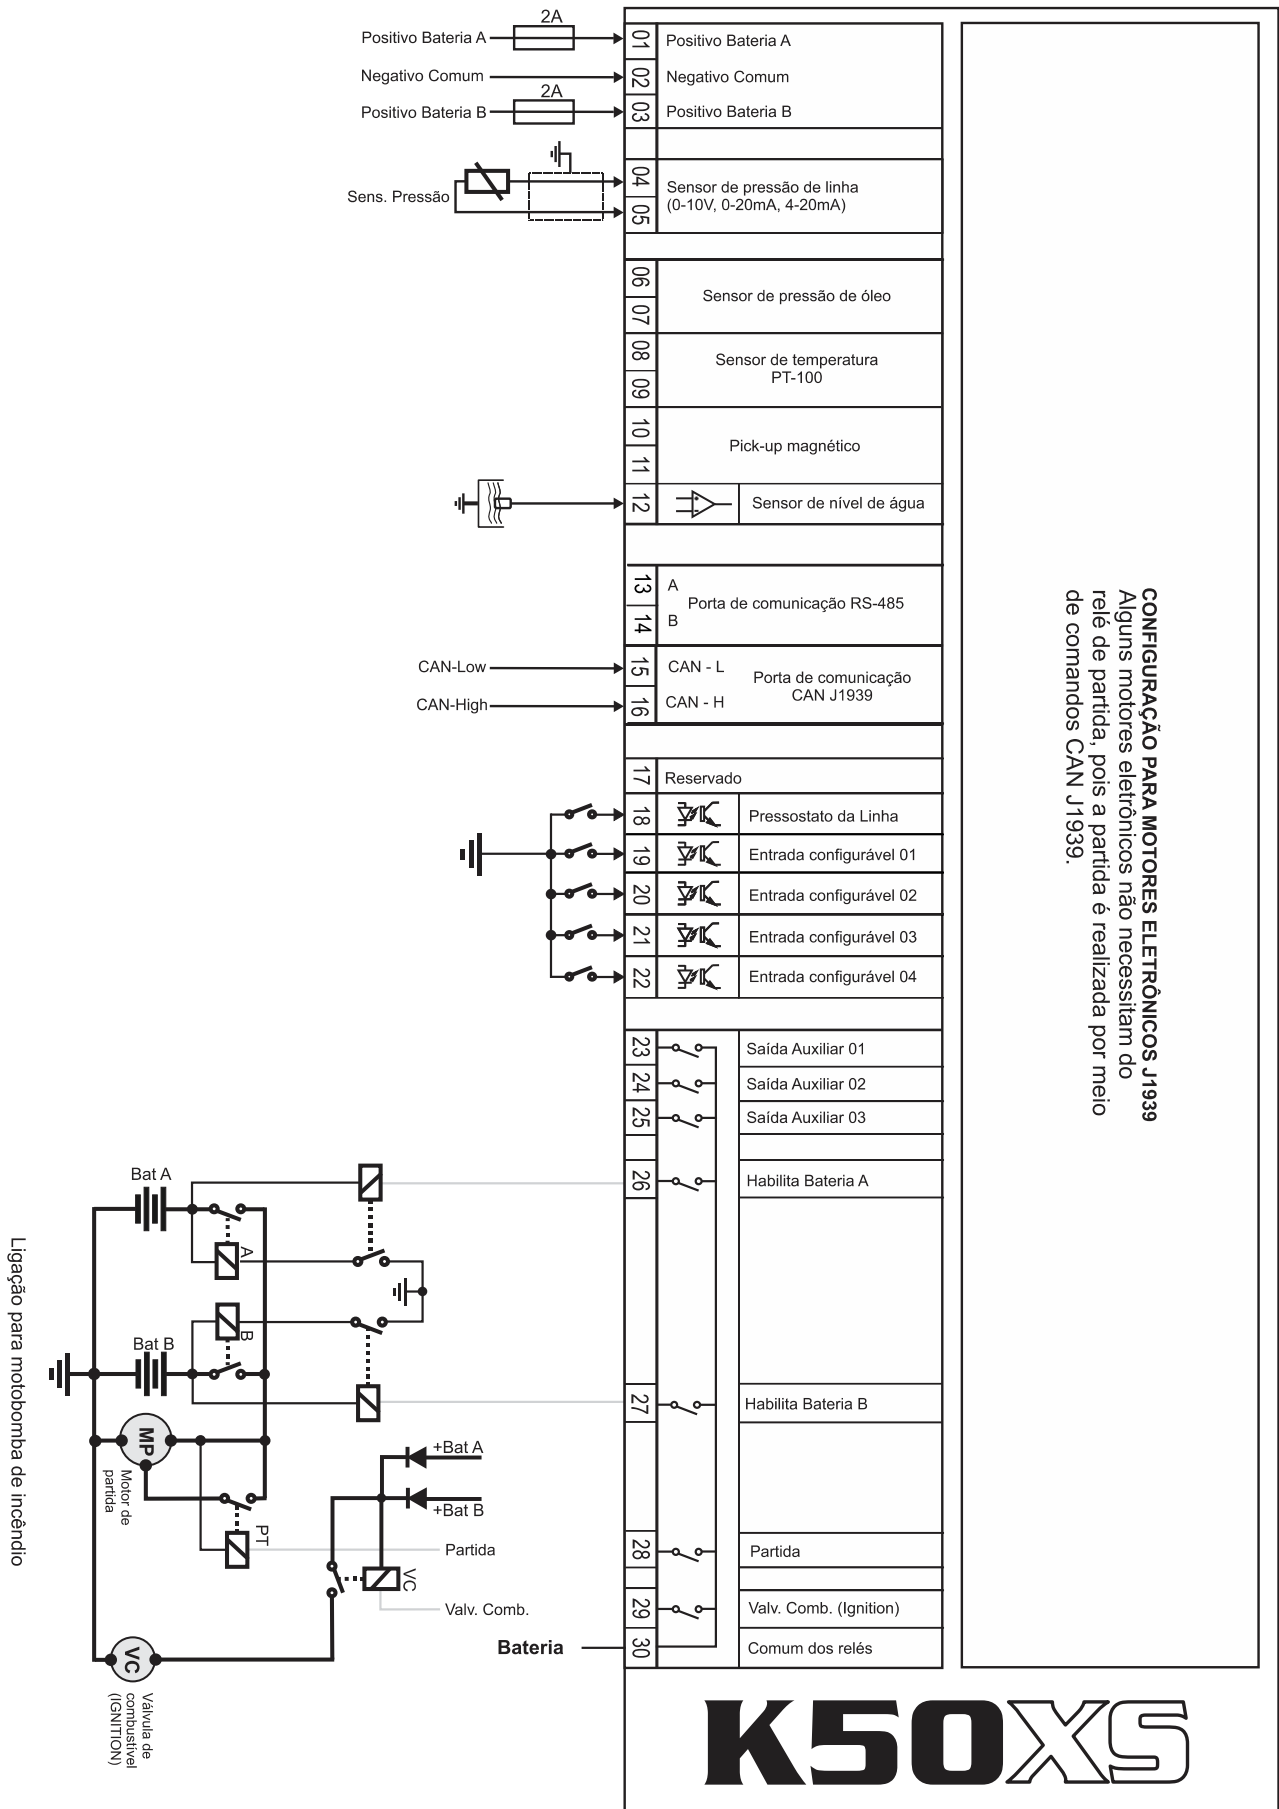 2A
Positivo Bateria A
01
Positivo Bateria A
Negativo Comum
02
Negativo Comum
2A
Positivo Bateria B
03
Positivo Bateria B
Sens. Pressão
04
05
Sensor de pressão de linha
(0-10V, 0-20mA, 4-20mA)
06
07
Sensor de pressão de óleo
08
09
Sensor de temperatura
PT-100
10
11
Pick-up magnético
12
Sensor de nível de água
13
A
14
B
Porta de comunicação RS-485
CAN-Low
15
CAN - L
CAN-High
16
CAN - H
Porta de comunicação
CAN J1939
17
Reservado
18
Pressostato da Linha
19
Entrada configurável 01
20
Entrada configurável 02
21
Entrada configurável 03
22
Entrada configurável 04
23
Saída Auxiliar 01
24
Saída Auxiliar 02
25
Saída Auxiliar 03
26
Habilita Bateria A
27
Habilita Bateria B
28
Partida
29
Valv. Comb. (Ignition)
Bateria
30
Comum dos relés
CONFIGURAÇÃO PARA MOTORES ELETRÔNICOS J1939
Alguns motores eletrônicos não necessitam do
relé de partida, pois a partida é realizada por meio
de comandos CAN J1939.
Bat A
A
B
Bat B
MP
Motor de
partida
+Bat A
+Bat B
PT
Partida
VC
Valv. Comb.
VC
Válvula de
combustível
(IGNITION)
Ligação para motobomba de incêndio
K50XS